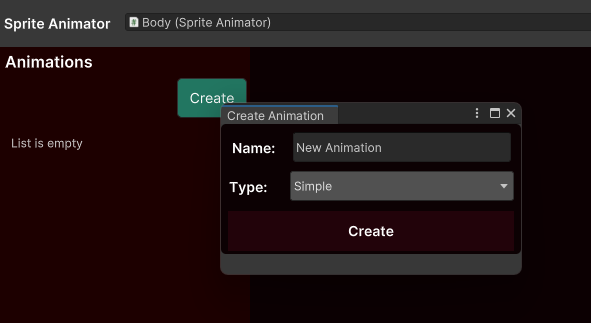 Sprite Animator
Body (Sprite Animator)
Animations
Create
List is empty
Create Animation
Name:
New Animation
Type:
Simple
Create